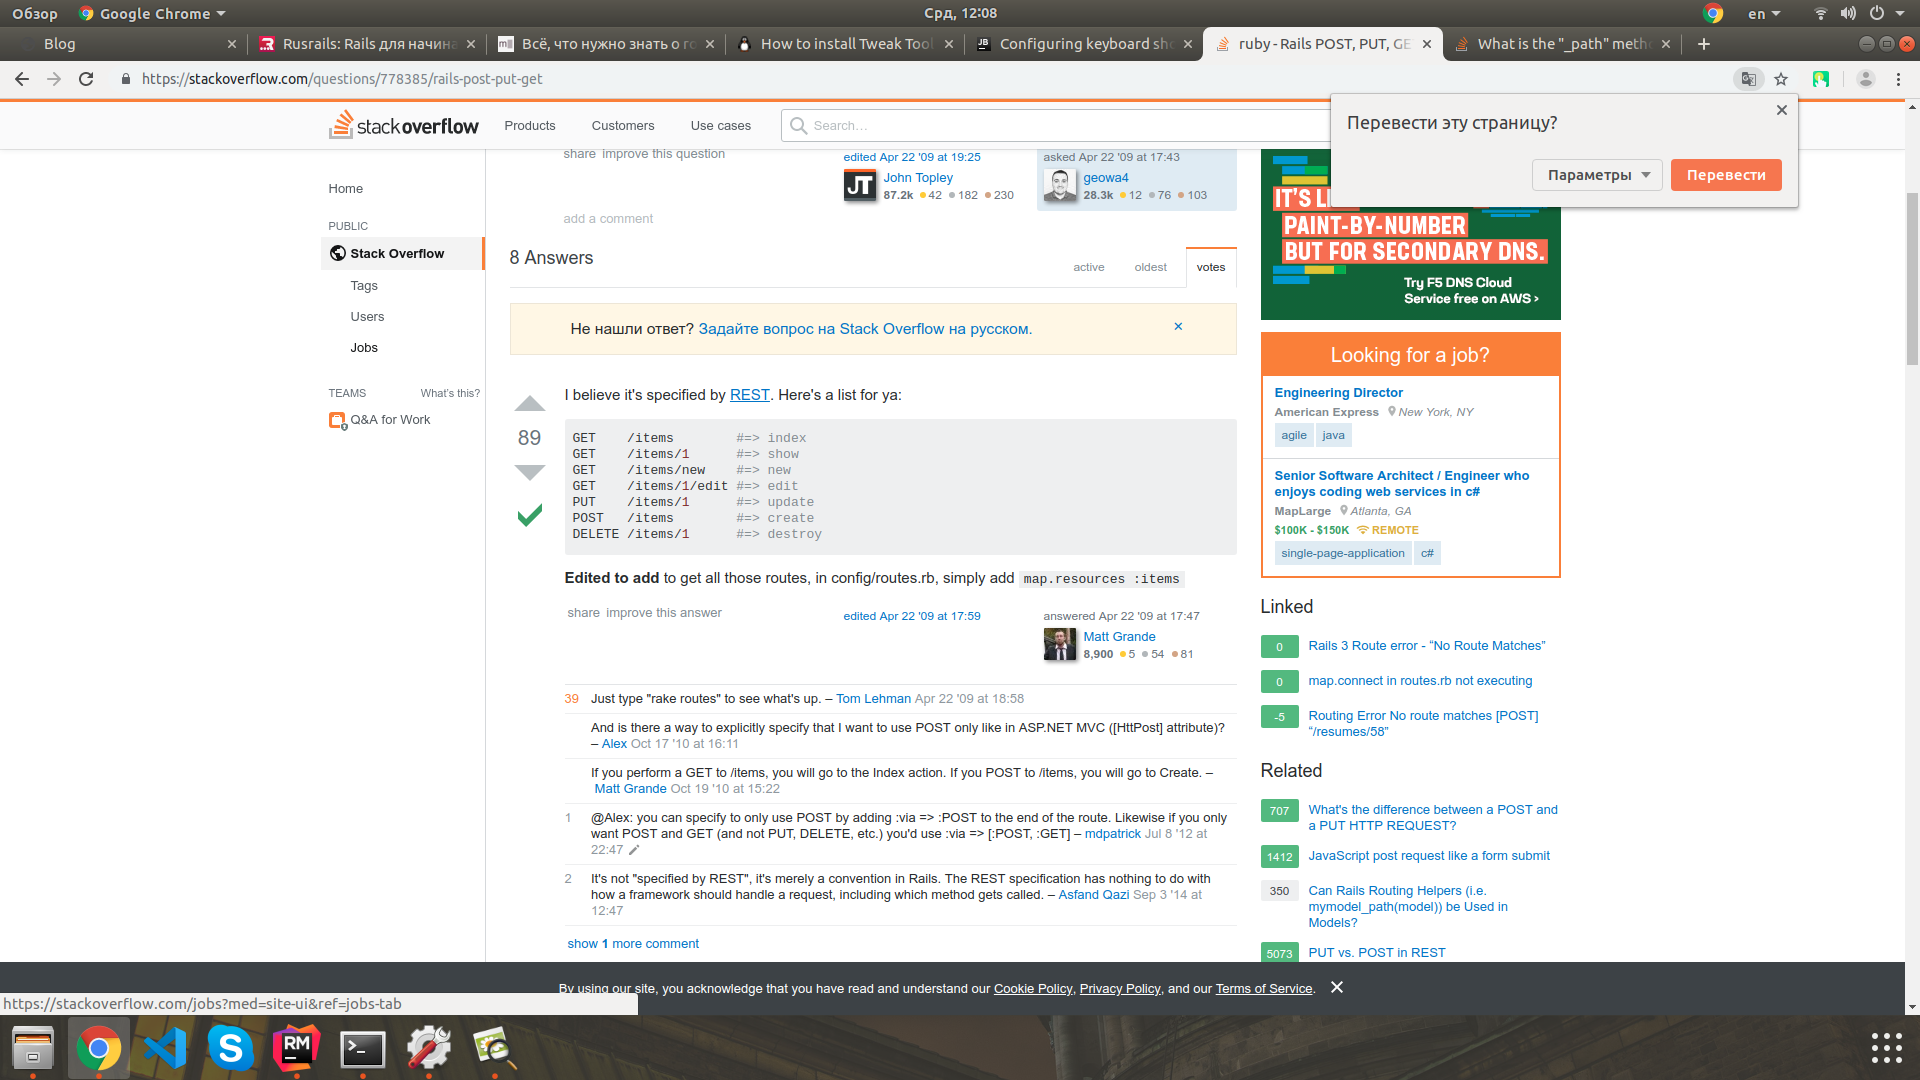 Обзор Google Chrome Срд, 12:08 en
Blog Rusrails: Rails для начина Всё, что нужно знать о го How to install Tweak Tool Configuring keyboard sho ruby - Rails POST, PUT, GE What is the "_path" metho
https://stackoverflow.com/questions/778385/rails-post-put-get
Перевести эту страницу?
Параметры Перевести
stackoverflow Products Customers Use cases Search...
Home
PUBLIC
Stack Overflow
Tags
Users
Jobs
TEAMS What's this?
Q&A for Work
share improve this question
edited Apr 22 '09 at 19:25
JT
John Topley
87.2k 42 182 230
asked Apr 22 '09 at 17:43
geowa4
28.3k 12 76 103
add a comment
8 Answers
active oldest votes
Не нашли ответ? Задайте вопрос на Stack Overflow на русском.
89
I believe it's specified by REST. Here's a list for ya:
GET /items #=> index
GET /items/1 #=> show
GET /items/new #=> new
GET /items/1/edit #=> edit
PUT /items/1 #=> update
POST /items #=> create
DELETE /items/1 #=> destroy
Edited to add to get all those routes, in config/routes.rb, simply add map.resources :items
share improve this answer
edited Apr 22 '09 at 17:59
answered Apr 22 '09 at 17:47
Matt Grande
8,900 5 54 81
39 Just type "rake routes" to see what's up. – Tom Lehman Apr 22 '09 at 18:58
And is there a way to explicitly specify that I want to use POST only like in ASP.NET MVC ([HttPost] attribute)?
– Alex Oct 17 '10 at 16:11
If you perform a GET to /items, you will go to the Index action. If you POST to /items, you will go to Create. –
Matt Grande Oct 19 '10 at 15:22
1 @Alex: you can specify to only use POST by adding :via => :POST to the end of the route. Likewise if you only
want POST and GET (and not PUT, DELETE, etc.) you'd use :via => [:POST, :GET] – mdpatrick Jul 8 '12 at
22:47
2 It's not "specified by REST", it's merely a convention in Rails. The REST specification has nothing to do with
how a framework should handle a request, including which method gets called. – Asfand Qazi Sep 3 '14 at
12:47
show 1 more comment
IT'S LI
PAINT-BY-NUMBER
BUT FOR SECONDARY DNS.
Try F5 DNS Cloud
Service free on AWS ›
Looking for a job?
Engineering Director
American Express New York, NY
agile java
Senior Software Architect / Engineer who
enjoys coding web services in c#
MapLarge Atlanta, GA
$100K - $150K REMOTE
single-page-application c#
Linked
0 Rails 3 Route error - “No Route Matches”
0 map.connect in routes.rb not executing
-5 Routing Error No route matches [POST]
“/resumes/58”
Related
707 What's the difference between a POST and
a PUT HTTP REQUEST?
1412 JavaScript post request like a form submit
350 Can Rails Routing Helpers (i.e.
mymodel_path(model)) be Used in
Models?
5073 PUT vs. POST in REST
By using our site, you acknowledge that you have read and understand our Cookie Policy, Privacy Policy, and our Terms of Service.
https://stackoverflow.com/jobs?med=site-ui&ref=jobs-tab
RM